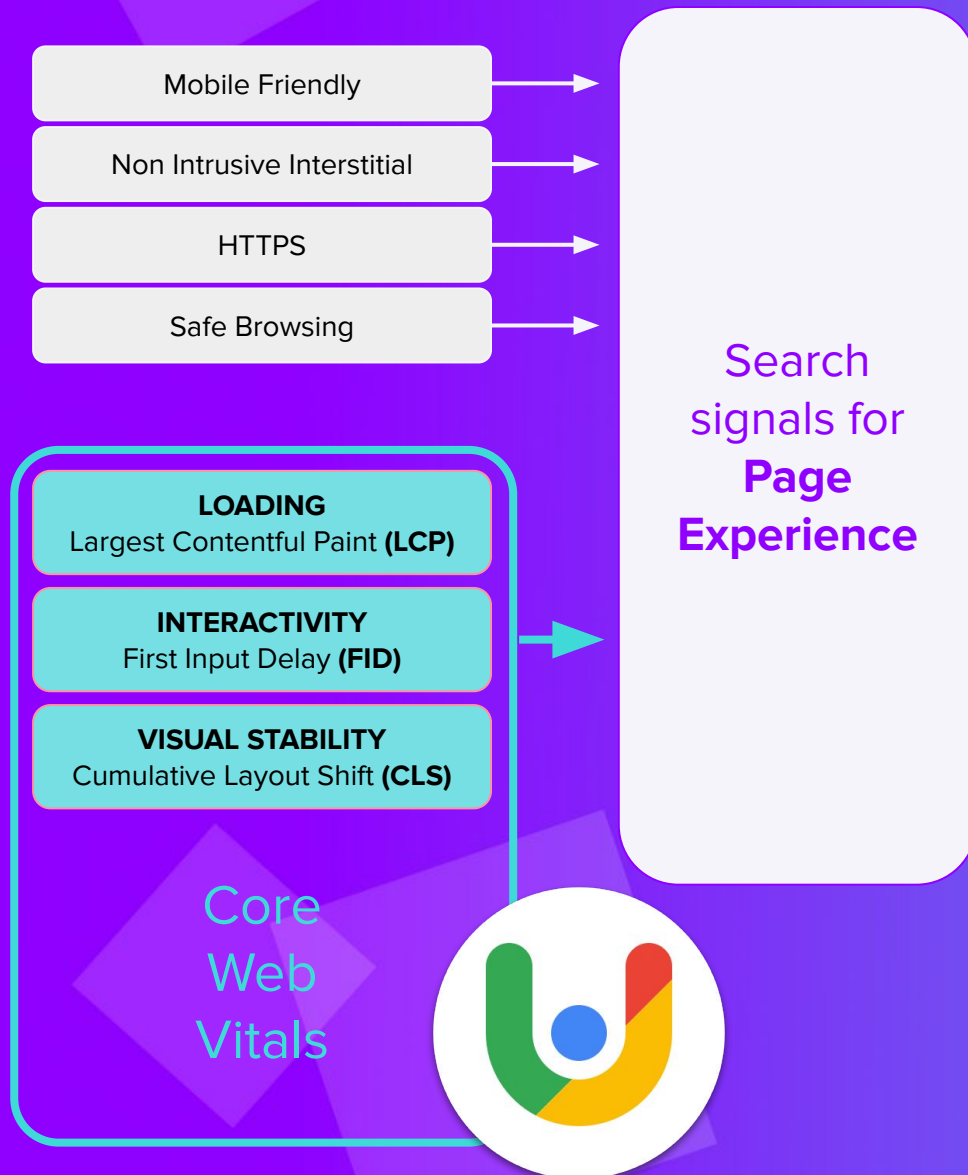 Mobile Friendly
Non Intrusive Interstitial
HTTPS
Safe Browsing
LOADING
Largest Contentful Paint (LCP)
INTERACTIVITY
First Input Delay (FID)
VISUAL STABILITY
Cumulative Layout Shift (CLS)
Core
Web
Vitals
Search
signals for
Page
Experience